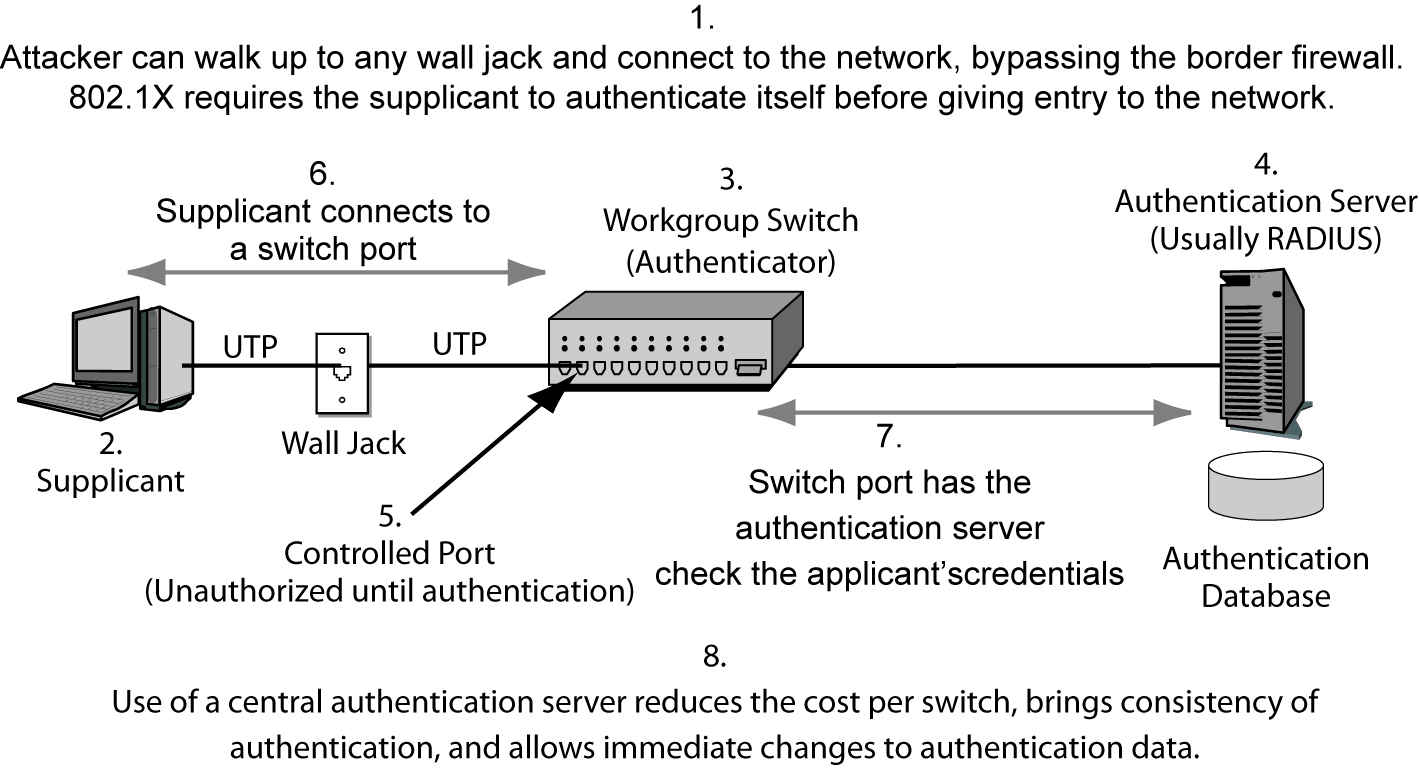 1.
Attacker can walk up to any wall jack and connect to the network, bypassing the border firewall.
802.1X requires the supplicant to authenticate itself before giving entry to the network.
6.
Supplicant connects to
a switch port
3.
Workgroup Switch
(Authenticator)
4.
Authentication Server
(Usually RADIUS)
UTP
UTP
2.
Supplicant
Wall Jack
5.
Controlled Port
(Unauthorized until authentication)
7.
Switch port has the
authentication server
check the applicant'scredentials
Authentication
Database
8.
Use of a central authentication server reduces the cost per switch, brings consistency of
authentication, and allows immediate changes to authentication data.